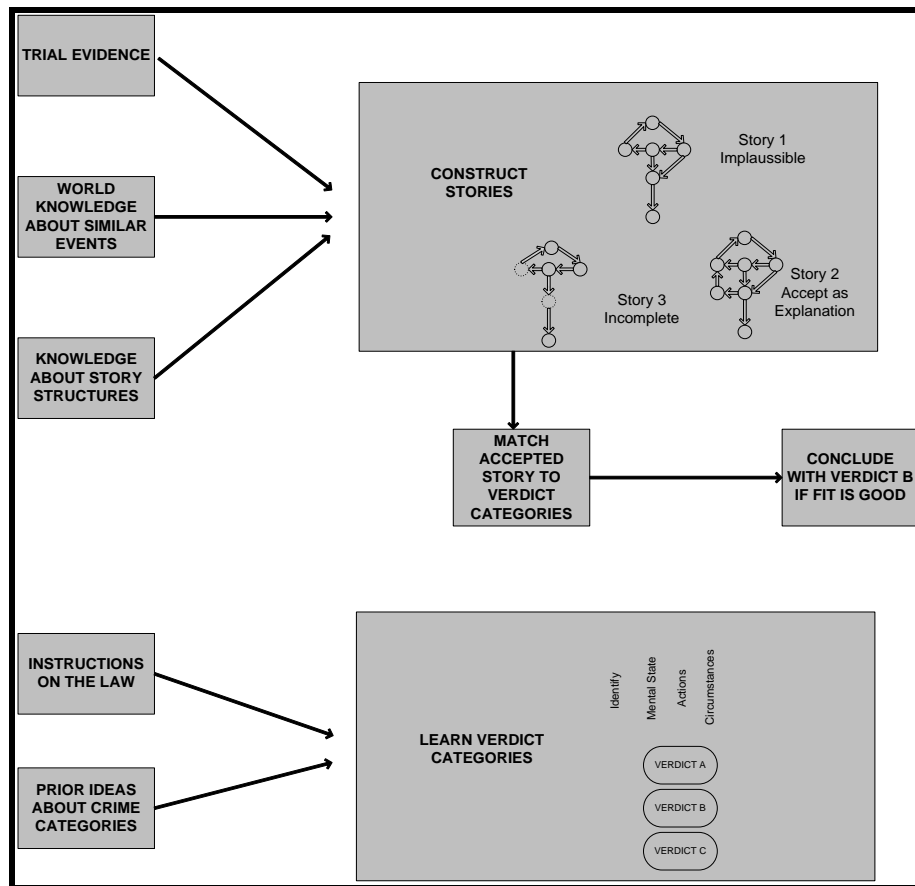 TRIAL EVIDENCE
WORLD
KNOWLEDGE
ABOUT SIMILAR
EVENTS
KNOWLEDGE
ABOUT STORY
STRUCTURES
CONSTRUCT
STORIES
Story 1
Implaussible
Story 3
Incomplete
Story 2
Accept as
Explanation
MATCH
ACCEPTED
STORY TO
VERDICT
CATEGORIES
CONCLUDE
WITH VERDICT B
IF FIT IS GOOD
INSTRUCTIONS
ON THE LAW
PRIOR IDEAS
ABOUT CRIME
CATEGORIES
LEARN VERDICT
CATEGORIES
Identify
Mental State
Actions
Circumstances
VERDICT A
VERDICT B
VERDICT C